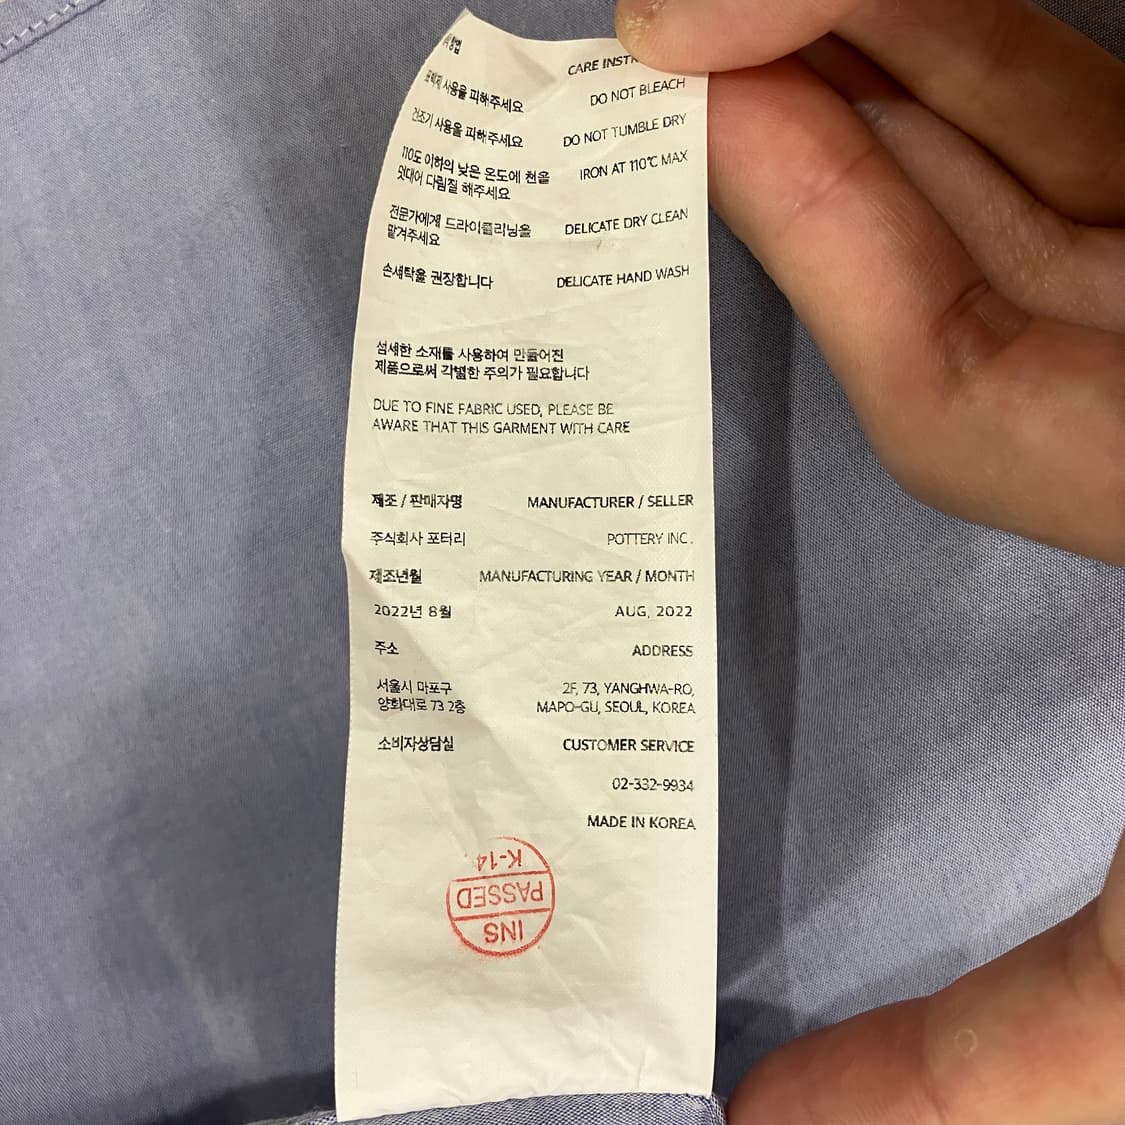 CARE INST
표백제 사용을 피해주세요 DO NOT BLEACH
건조기 사용을 피해주세요 DO NOT TUMBLE DRY
110도 이하의 낮은 온도에 천을 IRON AT 110℃ MAX
덧대어 다림질 해주세요
전문가에게 드라이클리닝을 DELICATE DRY CLEAN
맡겨주세요
손세탁을 권장합니다 DELICATE HAND WASH
섬세한 소재를 사용하여 만들어진
제품으로써 각별한 주의가 필요합니다
DUE TO FINE FABRIC USED, PLEASE BE
AWARE THAT THIS GARMENT WITH CARE
제조 / 판매자명 MANUFACTURER / SELLER
주식회사 포터리 POTTERY INC.
제조년월 MANUFACTURING YEAR / MONTH
2022년 8월 AUG, 2022
주소 ADDRESS
서울시 마포구 2F, 73, YANGHWA-RO,
양화대로 73 2층 MAPO-GU, SEOUL, KOREA
소비자상담실 CUSTOMER SERVICE
02-332-9934
MADE IN KOREA
INS
PASSED
K-14